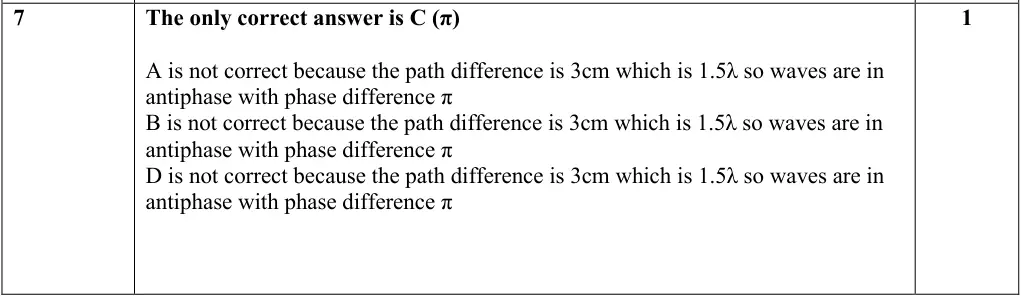 7 The only correct answer is C (π) 1
A is not correct because the path difference is 3cm which is 1.5λ so waves are in
antiphase with phase difference π
B is not correct because the path difference is 3cm which is 1.5λ so waves are in
antiphase with phase difference π
D is not correct because the path difference is 3cm which is 1.5λ so waves are in
antiphase with phase difference π